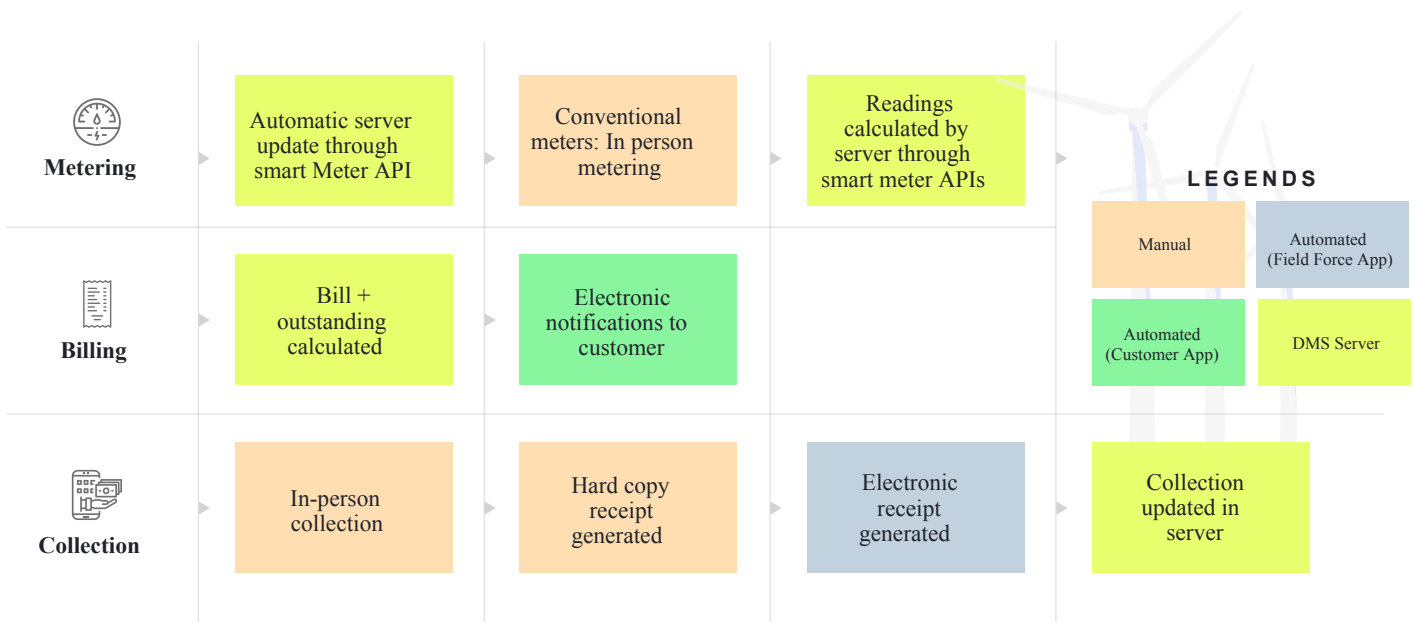 Metering
Automatic server
update through
smart Meter API
Conventional
meters: In person
metering
Readings
calculated by
server through
smart meter APIs
LEGENDS
Manual
Automated
(Field Force App)
Automated
(Customer App)
DMS Server
Billing
Bill +
outstanding
calculated
Electronic
notifications to
customer
Collection
In-person
collection
Hard copy
receipt
generated
Electronic
receipt
generated
Collection
updated in
server